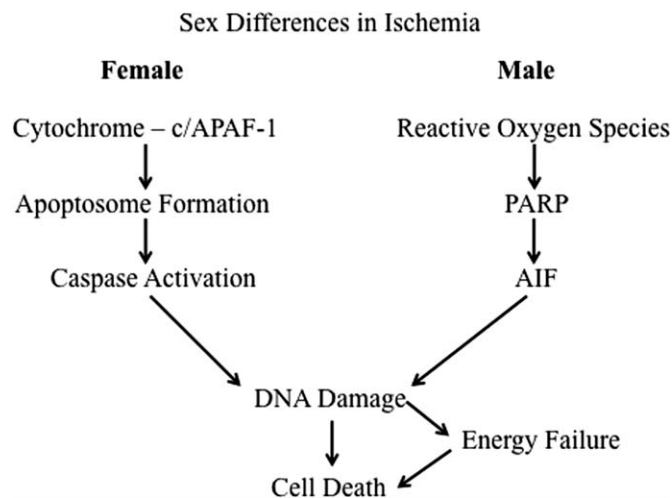 Sex Differences in Ischemia
Female
Male
Cytochrome – c/APAF-1
Reactive Oxygen Species
Apoptosome Formation
PARP
Caspase Activation
AIF
DNA Damage
Energy Failure
Cell Death